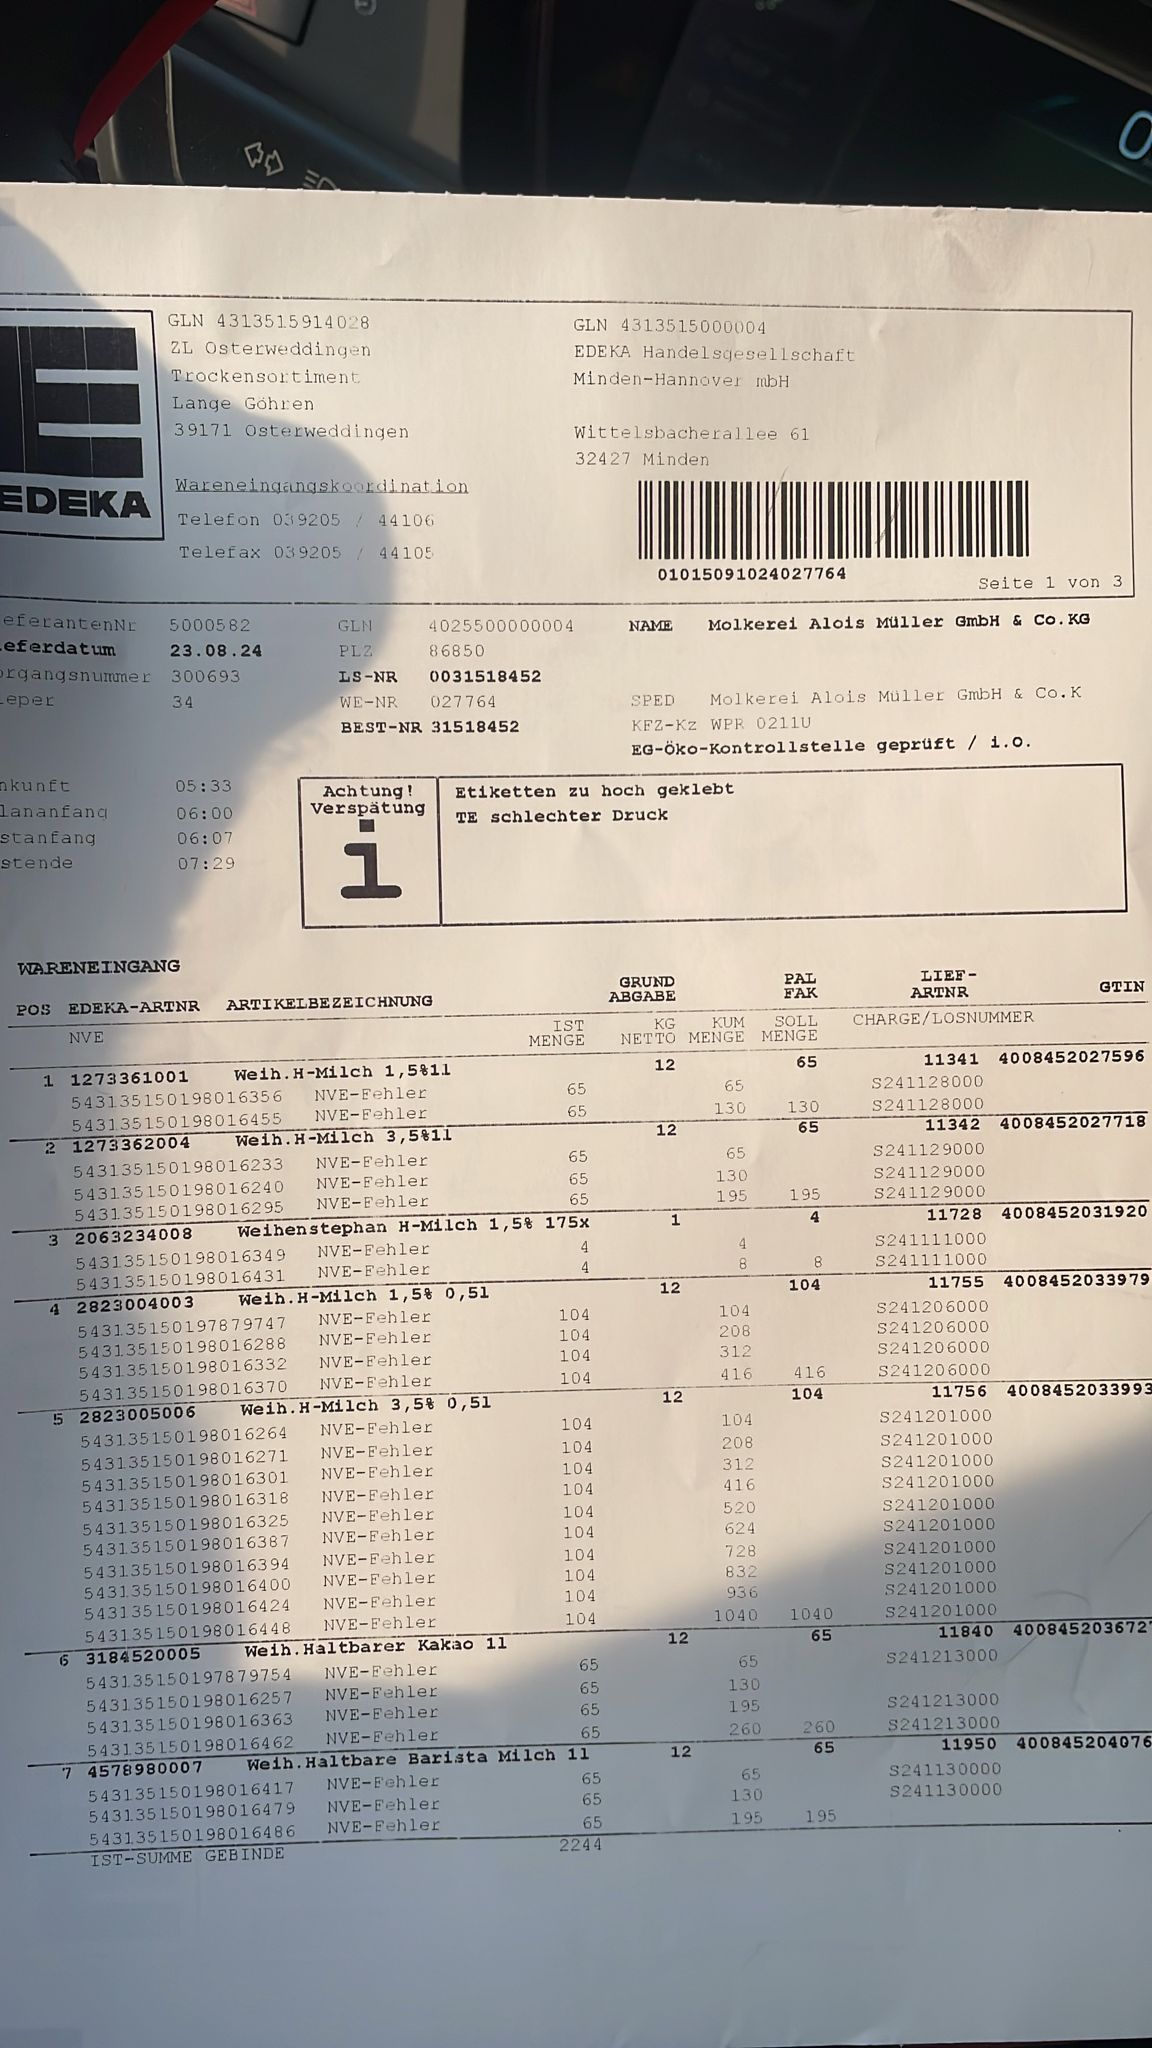 GLN 4313515914028
ZL Osterweddingen
Trockensortiment
Lange Göhren
39171 Osterweddingen
Wareneingangskoordination
Telefon 039205 / 44106
Telefax 039205 / 44105
EDEKA
GLN 4313515000004
EDEKA Handelsgesellschaft
Minden-Hannover mbH
Wittelsbacherallee 61
32427 Minden
01015091024027764
Seite 1 von 3
eferantenNr 5000582 GLN 4025500000004 NAME Molkerei Alois Müller GmbH & Co.KG
eferdatum 23.08.24 PLZ 86850
organgsnummer 300693 LS-NR 0031518452
ieper 34 WE-NR 027764 SPED Molkerei Alois Müller GmbH & Co.K
BEST-NR 31518452 KFZ-Kz WPR 0211U
EG-Öko-Kontrollstelle geprüft / i.o.
nkunft 05:33
lananfang 06:00
stanfang 06:07
stende 07:29
Achtung!
Verspätung
i
Etiketten zu hoch geklebt
TE schlechter Druck
WARENEINGANG
POS EDEKA-ARTNR ARTIKELBEZEICHNUNG GRUND ABGABE PAL FAK LIEF-ARTNR GTIN
NVE IST MENGE KG NETTO KUM MENGE SOLL MENGE CHARGE/LOSNUMMER
1 1273361001 Weih.H-Milch 1,5%1l 12 65 11341 4008452027596
543135150198016356 NVE-Fehler 65 65 S241128000
543135150198016455 NVE-Fehler 65 130 130 S241128000
2 1273362004 Weih.H-Milch 3,5%1l 12 65 11342 4008452027718
543135150198016233 NVE-Fehler 65 65 S241129000
543135150198016240 NVE-Fehler 65 130 S241129000
543135150198016295 NVE-Fehler 65 195 195 S241129000
3 2063234008 Weihenstephan H-Milch 1,5% 175x 1 4 11728 4008452031920
543135150198016349 NVE-Fehler 4 4 S241111000
543135150198016431 NVE-Fehler 4 8 8 S241111000
4 2823004003 Weih.H-Milch 1,5% 0,5l 12 104 11755 4008452033979
543135150197879747 NVE-Fehler 104 104 S241206000
543135150198016288 NVE-Fehler 104 208 S241206000
543135150198016332 NVE-Fehler 104 312 S241206000
543135150198016370 NVE-Fehler 104 416 416 S241206000
5 2823005006 Weih.H-Milch 3,5% 0,5l 12 104 11756 4008452033993
543135150198016264 NVE-Fehler 104 104 S241201000
543135150198016271 NVE-Fehler 104 208 S241201000
543135150198016301 NVE-Fehler 104 312 S241201000
543135150198016318 NVE-Fehler 104 416 S241201000
543135150198016325 NVE-Fehler 104 520 S241201000
543135150198016387 NVE-Fehler 104 624 S241201000
543135150198016394 NVE-Fehler 104 728 S241201000
543135150198016400 NVE-Fehler 104 832 S241201000
543135150198016424 NVE-Fehler 104 936 S241201000
543135150198016448 NVE-Fehler 104 1040 1040 S241201000
6 3184520005 Weih.Haltbarer Kakao 1l 12 65 11840 4008452036727
543135150197879754 NVE-Fehler 65 65 S241213000
543135150198016257 NVE-Fehler 65 130
543135150198016363 NVE-Fehler 65 195 S241213000
543135150198016462 NVE-Fehler 65 260 260 S241213000
7 4578980007 Weih.Haltbare Barista Milch 1l 12 65 11950 400845204076
543135150198016417 NVE-Fehler 65 65 S241130000
543135150198016479 NVE-Fehler 65 130 S241130000
543135150198016486 NVE-Fehler 65 195 195
IST-SUMME GEBINDE 2244